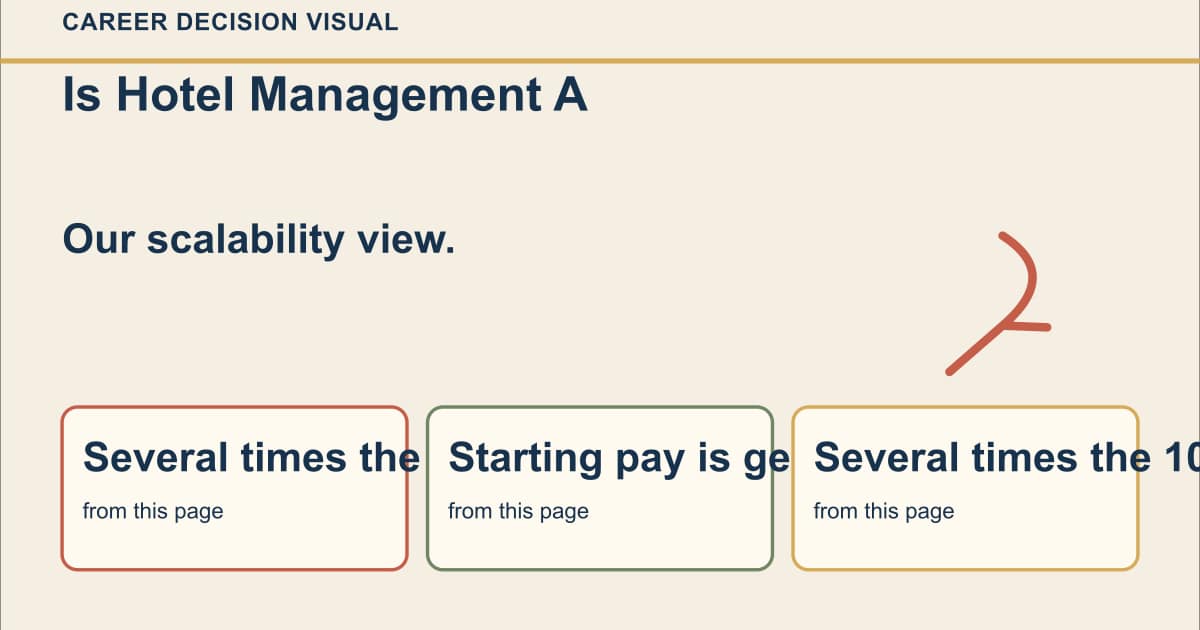 CAREER DECISION VISUAL
Is Hotel Management A
Our scalability view.
Several times the
from this page
Starting pay is ge
from this page
Several times the 10
from this page